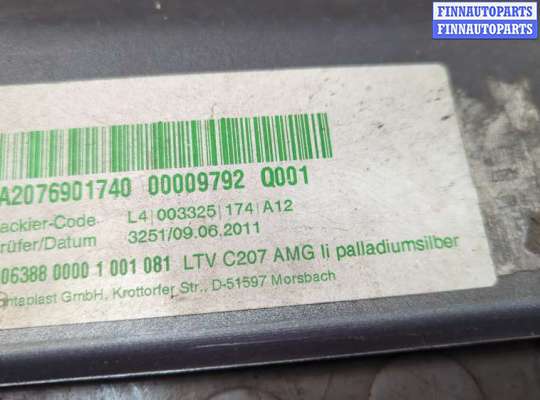 FINNAUTOPARTS
FINNAUTOPARTS
A2076901740 00009792 Q001
ackier-Code L4|003325|174|A12
rüfer/Datum 3251/09.06.2011
06388 0000 1 001 081 LTV C207 AMG li palladiumsilber
ntaplast GmbH, Krottorfer Str., D-51597 Morsbach